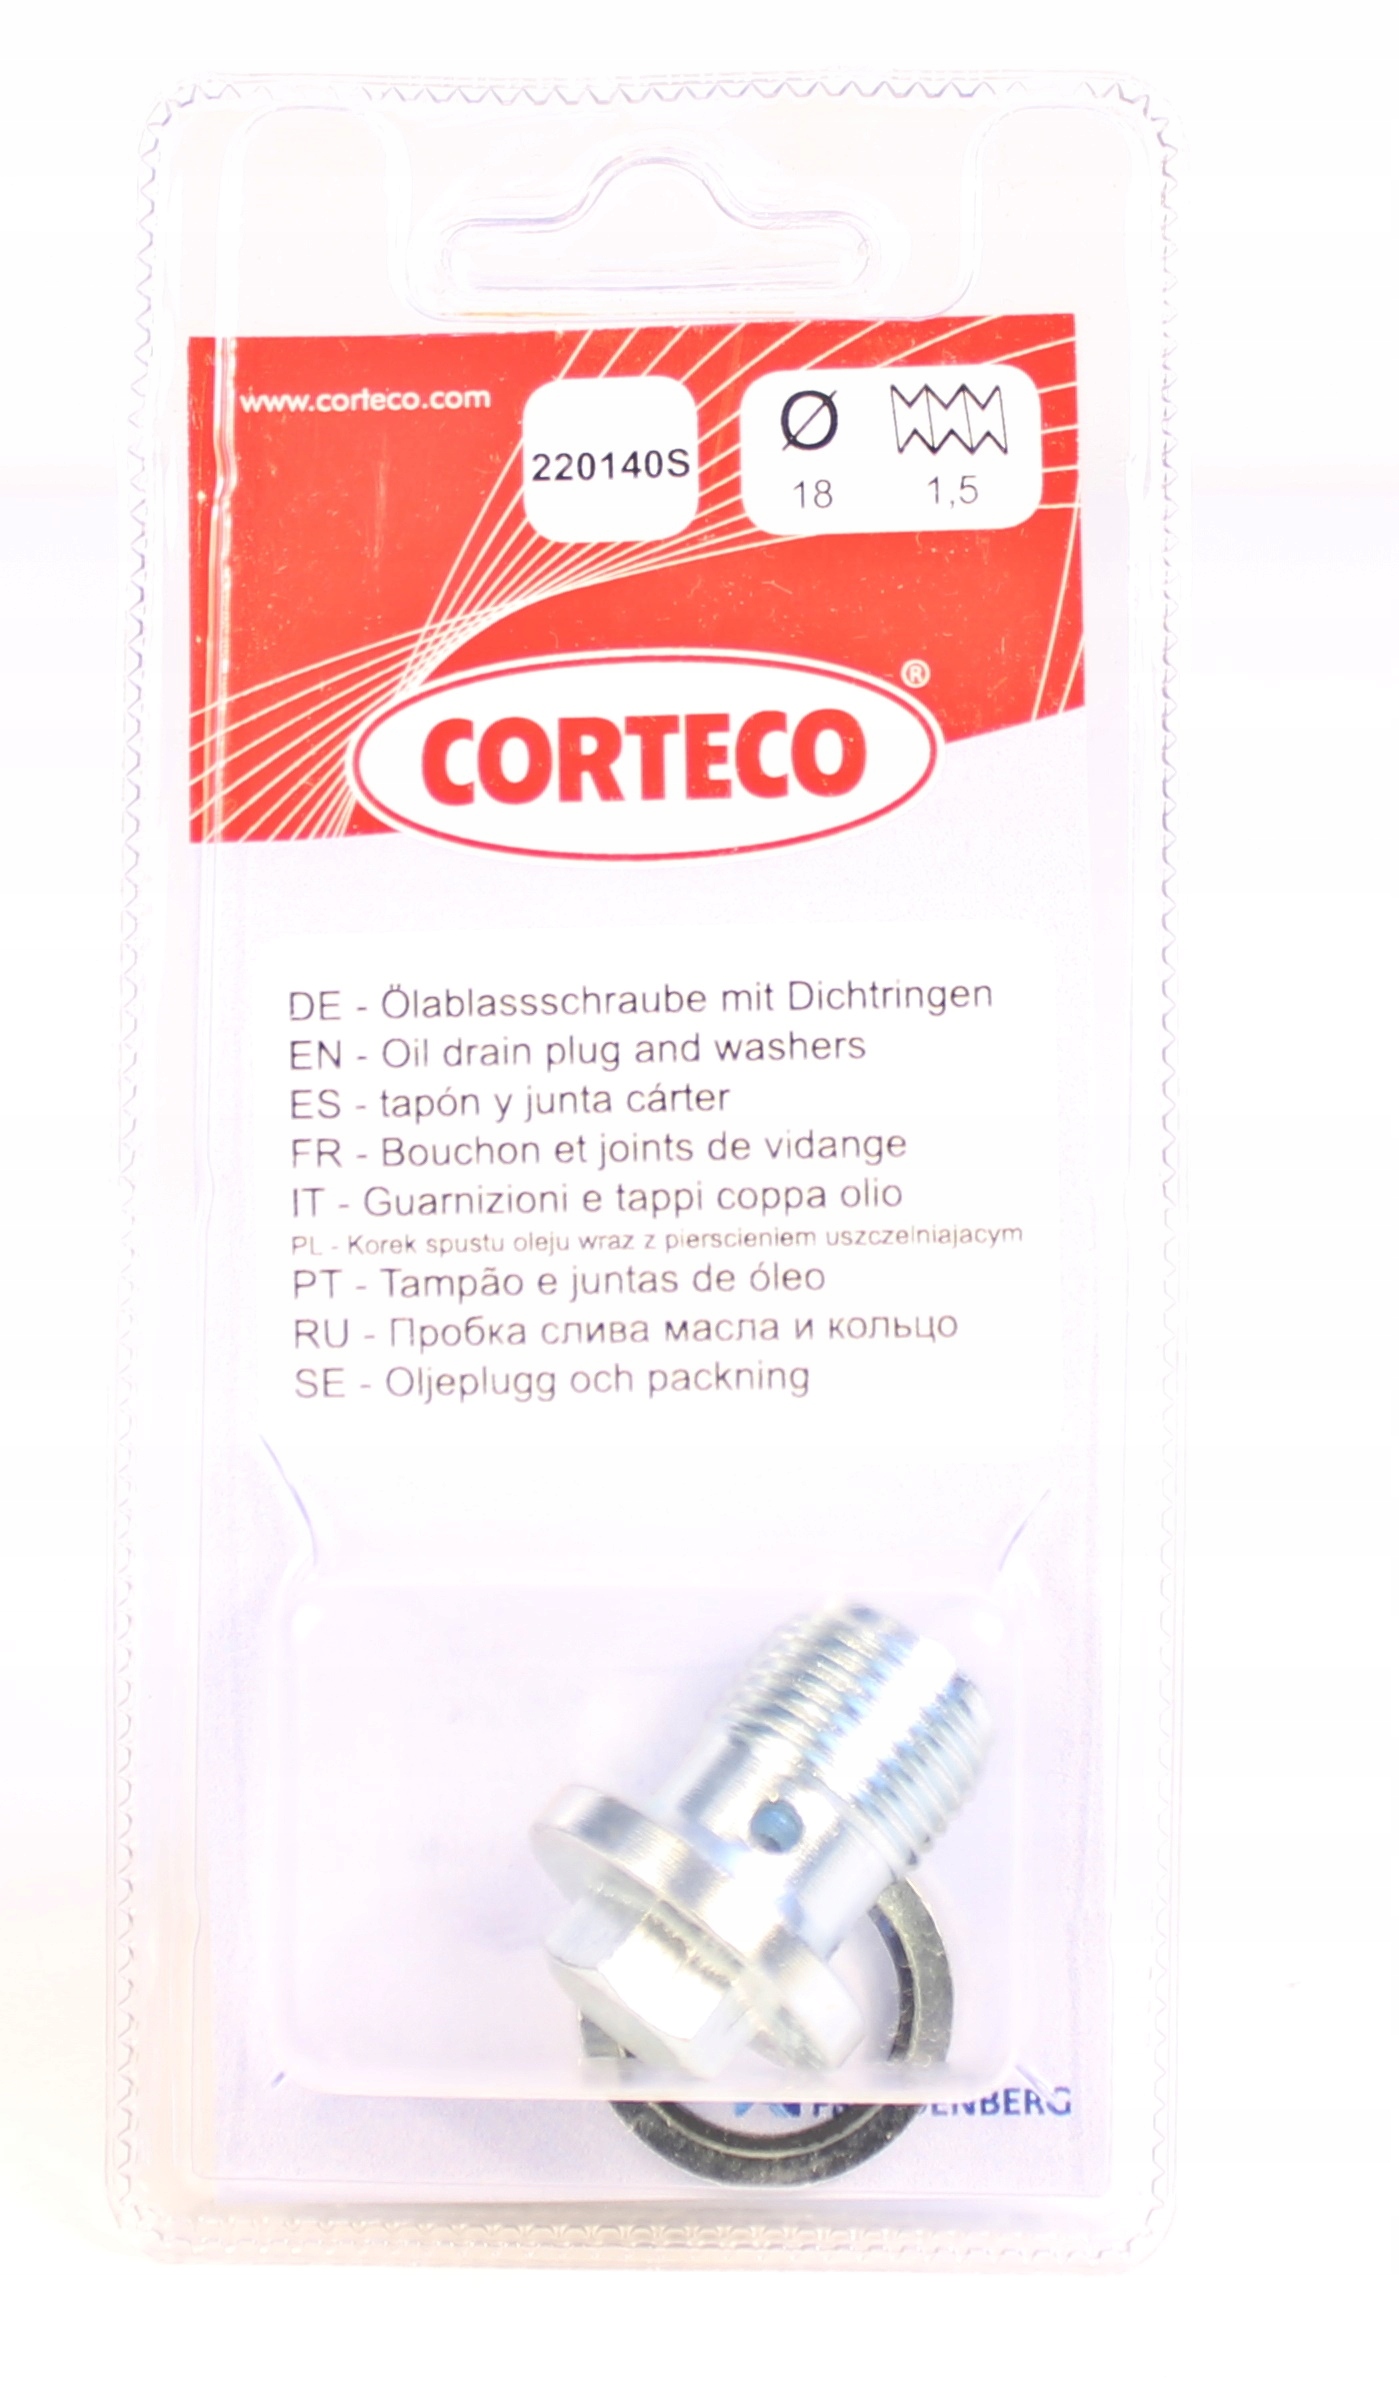 www.corteco.com
220140S
Ø
18 1,5
CORTECO®
DE - Ölablassschraube mit Dichtringen
EN - Oil drain plug and washers
ES - tapón y junta cárter
FR - Bouchon et joints de vidange
IT - Guarnizioni e tappi coppa olio
PL - Korek spustu oleju wraz z pierscieniem uszczelniajacym
PT - Tampão e juntas de óleo
RU - Пробка слива масла и кольцо
SE - Oljeplugg och packning